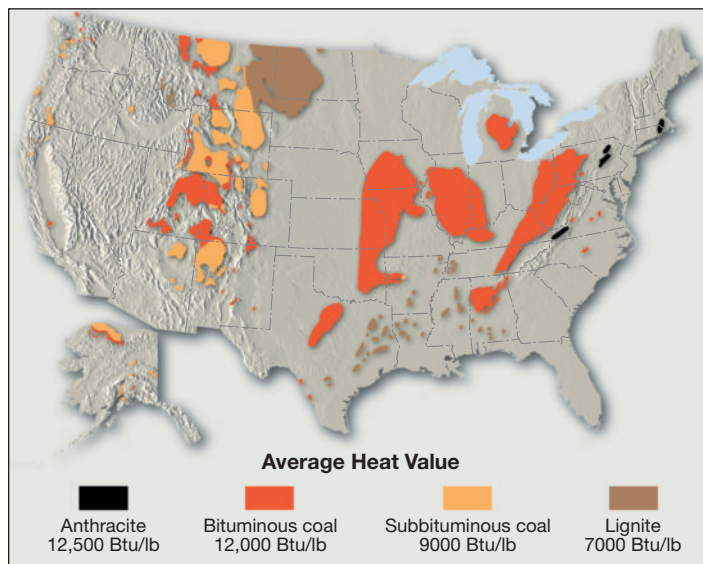 Average Heat Value
Anthracite
12,500 Btu/lb
Bituminous coal
12,000 Btu/lb
Subbituminous coal
9000 Btu/lb
Lignite
7000 Btu/lb